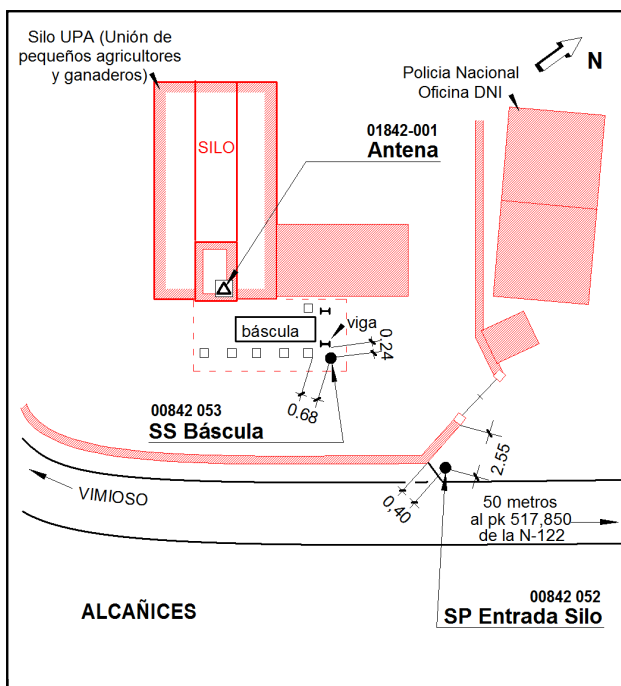 Silo UPA (Unión de
pequeños agricultores
y ganaderos)
N
Policia Nacional
Oficina DNI
01842-001
Antena
SILO
báscula
viga
0,24
0.68
00842 053
SS Báscula
2.55
0,40
VIMIOSO
50 metros
al pk 517,850
de la N-122
ALCAÑICES
00842 052
SP Entrada Silo